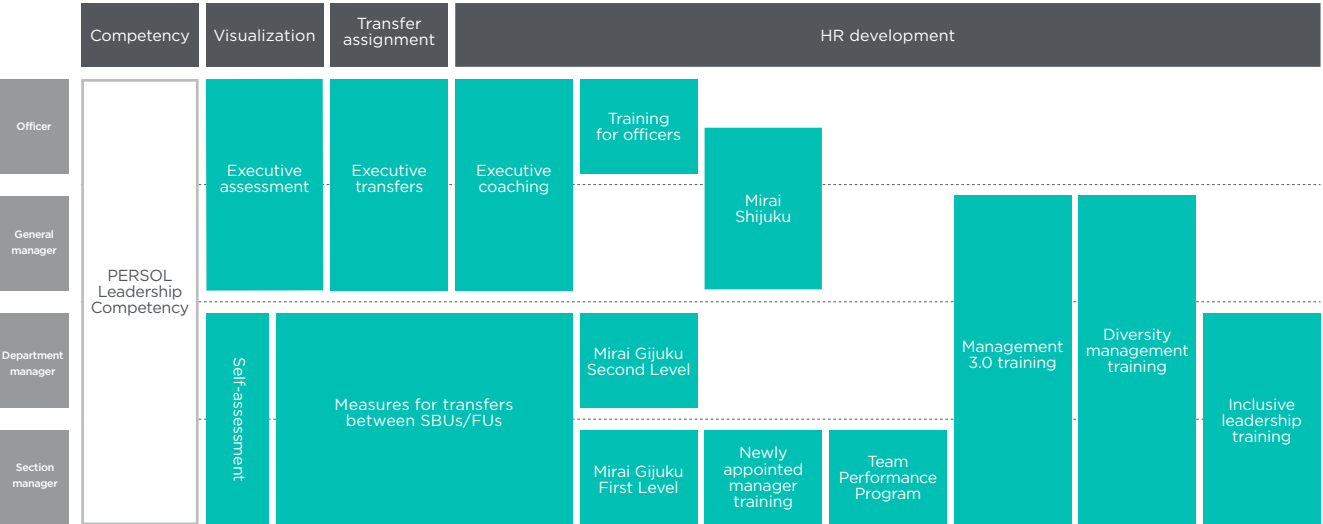 Competency
Visualization
Transfer
assignment
HR development
Officer
General
manager
Department
manager
Section
manager
PERSOL
Leadership
Competency
Executive
assessment
Executive
transfers
Executive
coaching
Training
for officers
Mirai
Shijuku
Self-assessment
Measures for transfers
between SBUs/FUs
Mirai Gijuku
Second Level
Mirai Gijuku
First Level
Newly
appointed
manager
training
Team
Performance
Program
Management
3.0 training
Diversity
management
training
Inclusive
leadership
training